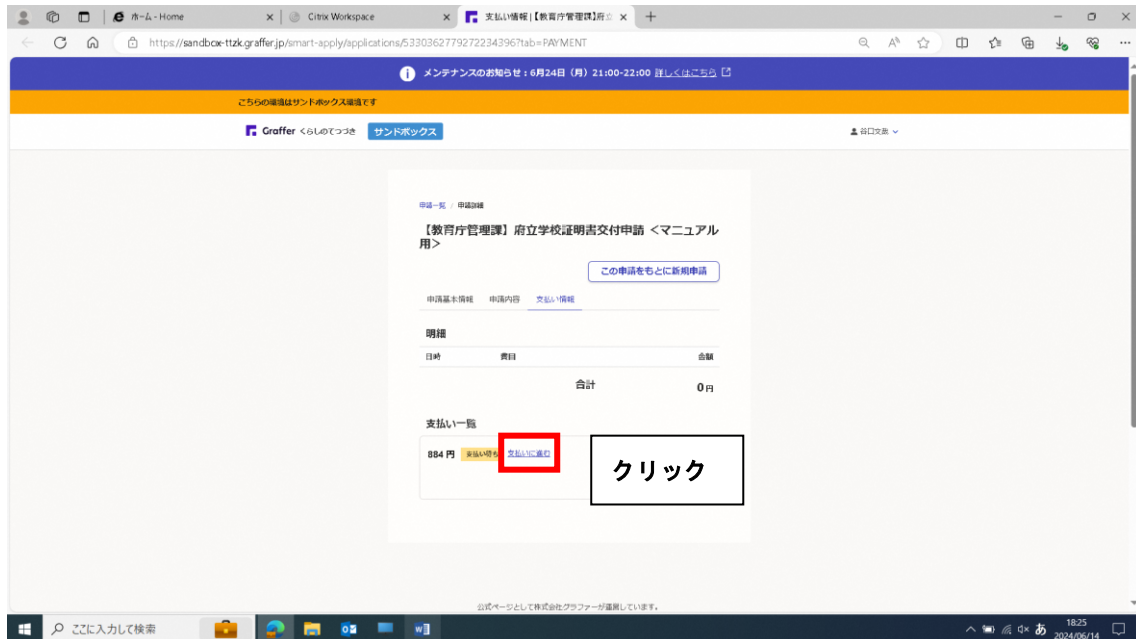 ホーム - Home
Citrix Workspace
支払い情報 | 【教育庁管理課】府立
https://sandbox-ttzk.graffer.jp/smart-apply/applications/5330362779272234396?tab=PAYMENT
メンテナンスのお知らせ：6月24日（月）21:00-22:00 詳しくはこちら
こちらの環境はサンドボックス環境です
Graffer くらしのてつづき サンドボックス
申請一覧 / 申請詳細
【教育庁管理課】府立学校証明書交付申請 ＜マニュアル
用＞
この申請をもとに新規申請
申請基本情報 申請内容 支払い情報
明細
日時 費目 金額
合計 0 円
支払い一覧
884 円 支払い待ち 支払いに進む
クリック
公式ページとして株式会社グラファーが運営しています。
ここに入力して検索
あ
18:25
2024/06/14